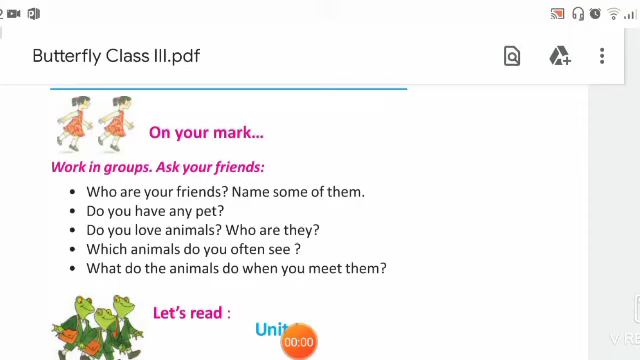 Butterfly Class III.pdf
On your mark...
Work in groups. Ask your friends:
• Who are your friends? Name some of them.
• Do you have any pet?
• Do you love animals? Who are they?
• Which animals do you often see ?
• What do the animals do when you meet them?
Let's read :
Unit
00:00